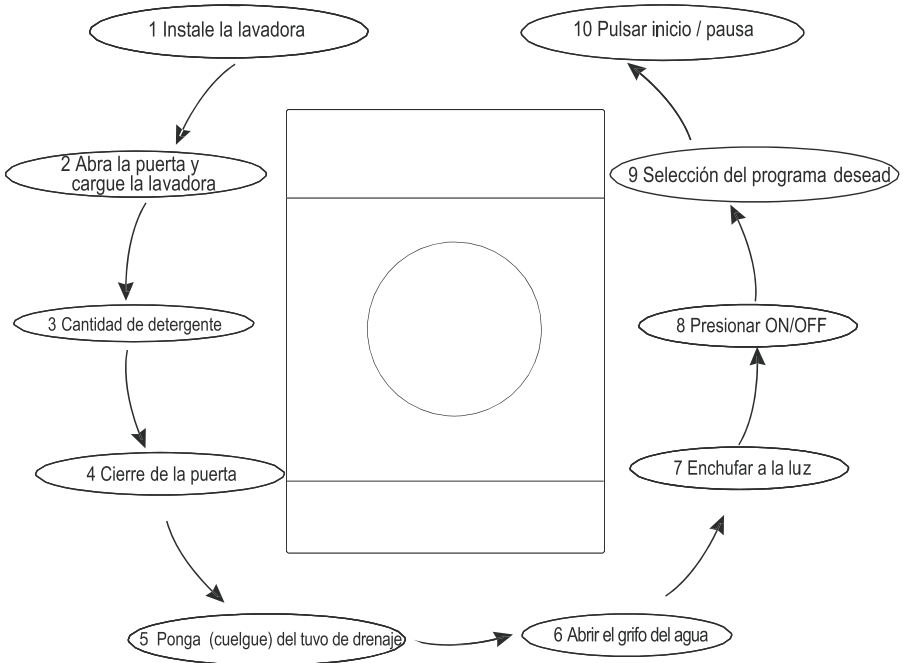 1 Instale la lavadora
2 Abra la puerta y
cargue la lavadora
3 Cantidad de detergente
4 Cierre de la puerta
5 Ponga (cuelgue) del tuvo de drenaje
6 Abrir el grifo del agua
7 Enchufar a la luz
8 Presionar ON/OFF
9 Selección del programa desead
10 Pulsar inicio / pausa